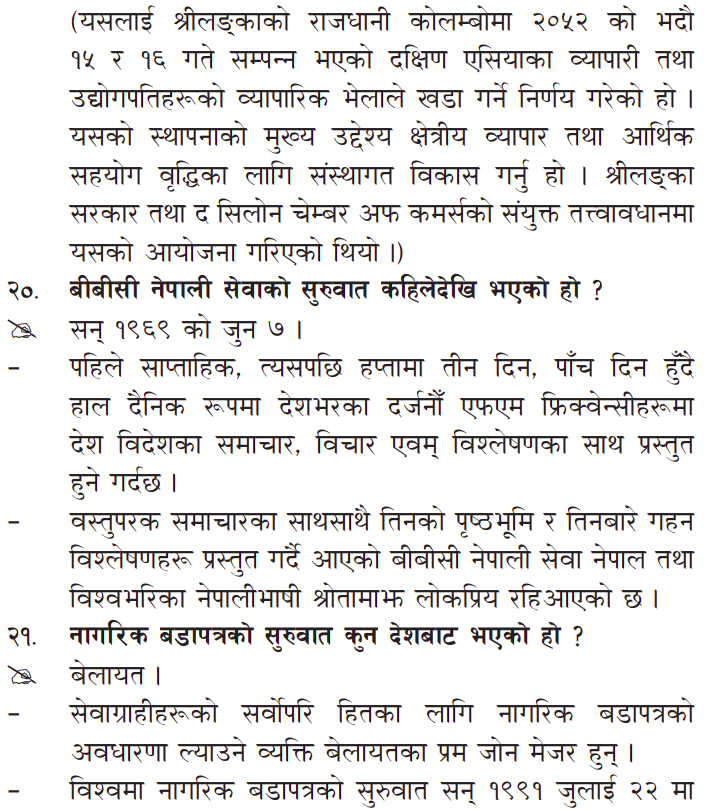 (यसलाई श्रीलङ्काको राजधानी कोलम्बोमा २०५२ को भदौ
१५ र १६ गते सम्पन्न भएको दक्षिण एसियाका व्यापारी तथा
उद्योगपतिहरूको व्यापारिक भेलाले खडा गर्ने निर्णय गरेको हो ।
यसको स्थापनाको मुख्य उद्देश्य क्षेत्रीय व्यापार तथा आर्थिक
सहयोग वृद्धिका लागि संस्थागत विकास गर्नु हो । श्रीलङ्का
सरकार तथा द सिलोन चेम्बर अफ कमर्सको संयुक्त तत्त्वावधानमा
यसको आयोजना गरिएको थियो ।)
२०. बीबीसी नेपाली सेवाको सुरुवात कहिलेदेखि भएको हो ?
सन् १९६९ को जुन ७ ।
– पहिले साप्ताहिक, त्यसपछि हप्तामा तीन दिन, पाँच दिन हुँदै
हाल दैनिक रूपमा देशभरका दर्जनौँ एफएम फ्रिक्वेन्सीहरूमा
देश विदेशका समाचार, विचार एवम् विश्लेषणका साथ प्रस्तुत
हुने गर्दछ ।
– वस्तुपरक समाचारका साथसाथै तिनको पृष्ठभूमि र तिनबारे गहन
विश्लेषणहरू प्रस्तुत गर्दै आएको बीबीसी नेपाली सेवा नेपाल तथा
विश्वभरिका नेपालीभाषी श्रोतामाझ लोकप्रिय रहिआएको छ ।
२१. नागरिक बडापत्रको सुरुवात कुन देशबाट भएको हो ?
बेलायत ।
– सेवाग्राहीहरूको सर्वोपरि हितका लागि नागरिक बडापत्रको
अवधारणा ल्याउने व्यक्ति बेलायतका प्रम जोन मेजर हुन् ।
– विश्वमा नागरिक बडापत्रको सुरुवात सन् १९९१ जुलाई २२ मा